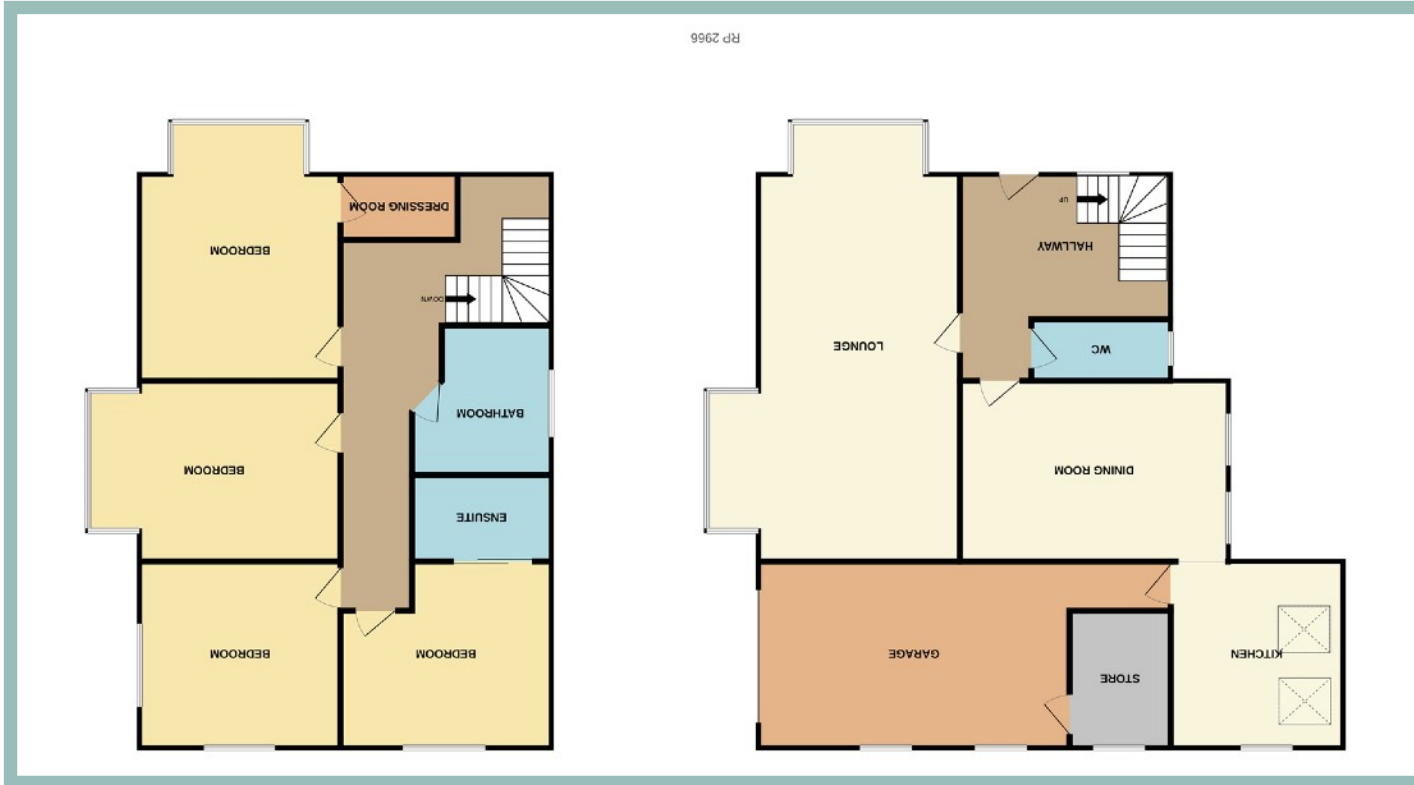 KITCHEN
STORE
GARAGE
DINING ROOM
WC
LOUNGE
HALLWAY
UP
BEDROOM
BEDROOM
ENSUITE
BEDROOM
BATHROOM
DOWN
BEDROOM
DRESSING ROOM
RP 2966